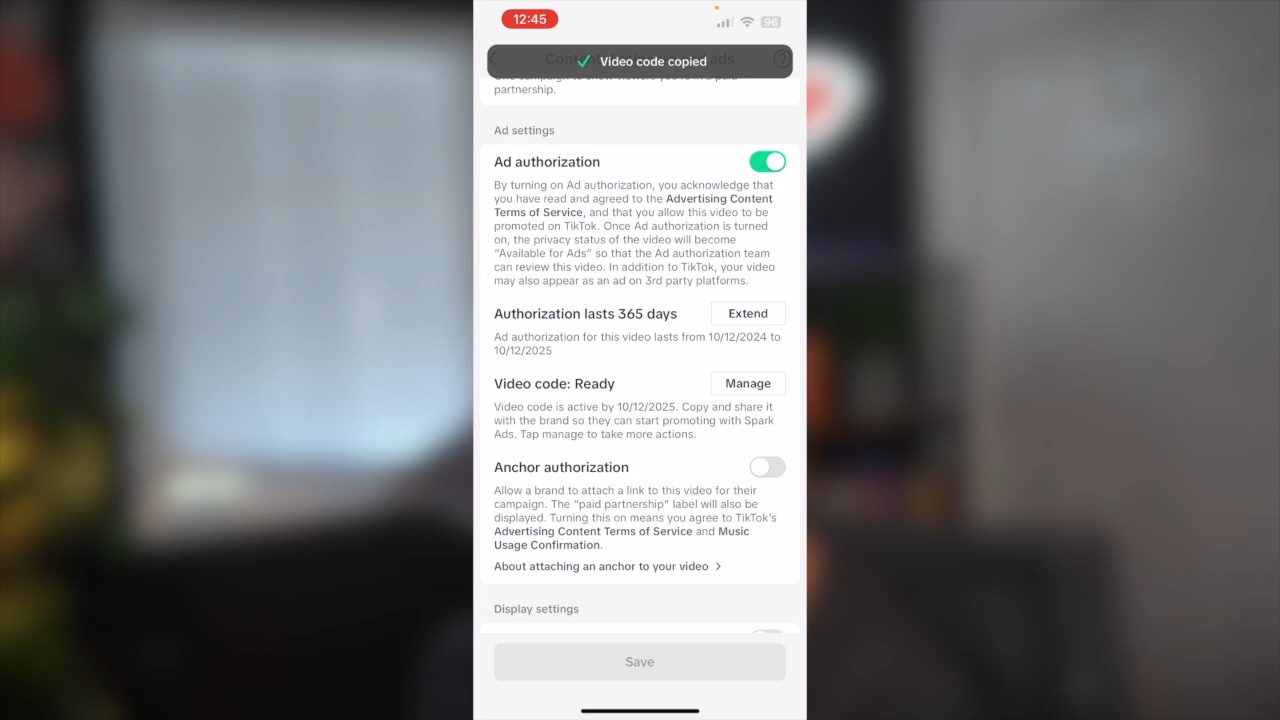 12:45
96
Video code copied
partnership.
Ad settings
Ad authorization
By turning on Ad authorization, you acknowledge that
you have read and agreed to the Advertising Content
Terms of Service, and that you allow this video to be
promoted on TikTok. Once Ad authorization is turned
on, the privacy status of the video will become
“Available for Ads” so that the Ad authorization team
can review this video. In addition to TikTok, your video
may also appear as an ad on 3rd party platforms.
Authorization lasts 365 days
Extend
Ad authorization for this video lasts from 10/12/2024 to
10/12/2025
Video code: Ready
Manage
Video code is active by 10/12/2025. Copy and share it
with the brand so they can start promoting with Spark
Ads. Tap manage to take more actions.
Anchor authorization
Allow a brand to attach a link to this video for their
campaign. The “paid partnership” label will also be
displayed. Turning this on means you agree to TikTok’s
Advertising Content Terms of Service and Music
Usage Confirmation.
About attaching an anchor to your video >
Display settings
Save